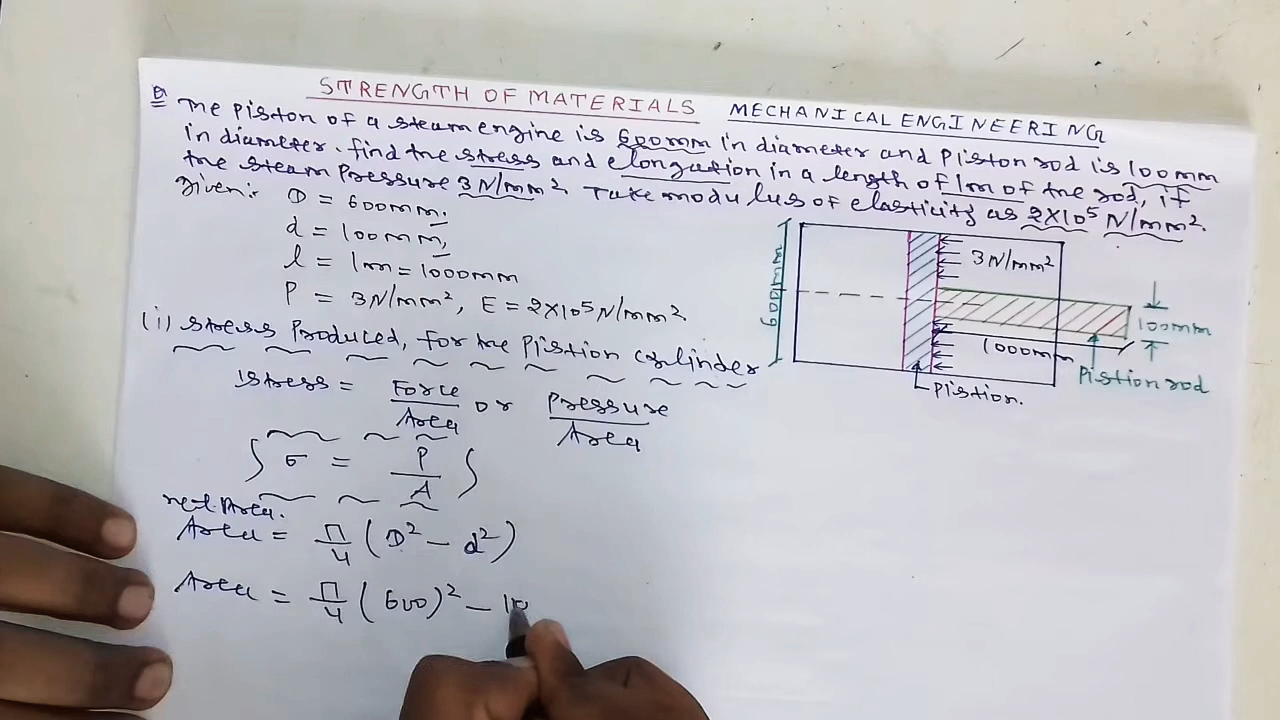 STRENGTH OF MATERIALS MECHANICAL ENGINEERING
Q The Piston of a steam engine is 600mm in diameter and Piston rod is 100mm
in diameter. find the stress and elongation in a length of 1m of the rod, if
the steam Pressure 3N/mm². Take modulus of elasticity as 2X10⁵ N/mm².
given:- D = 600mm.
d = 100mm,
l = 1m = 1000mm
P = 3N/mm², E = 2X10⁵N/mm²
(i) stress Produced, for the Pistion cylinder
stress = Force/Area or Pressure/Area
σ = P/A
net Area.
Area = π/4 (D² - d²)
Area = π/4 (600)² - 10
600mm
3N/mm²
1000mm
100mm
Pistion rod
Pistion.